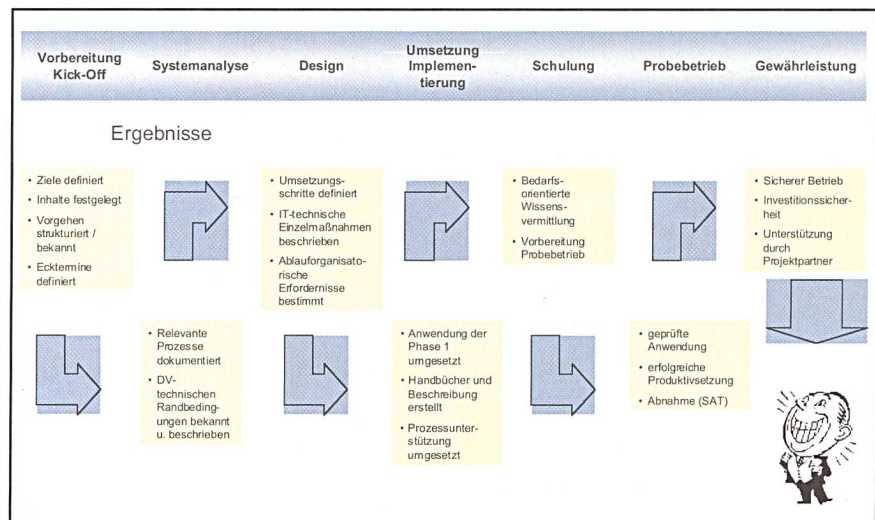 Vorbereitung
Kick-Off
Systemanalyse
Design
Umsetzung
Implemen-
tierung
Schulung
Probebetrieb
Gewährleistung
Ergebnisse
• Ziele definiert
• Inhalte festgelegt
• Vorgehen
strukturiert /
bekannt
• Ecktermine
definiert
• Relevante
Prozesse
dokumentiert
• DV-
technischen
Randbedin-
gungen bekannt
u. beschrieben
• Umsetzungs-
schritte definiert
• IT-technische
Einzelmaßnahmen
beschrieben
• Ablauforganisato-
rische
Erfordernisse
bestimmt
• Anwendung der
Phase 1
umgesetzt
• Handbücher und
Beschreibung
erstellt
• Prozessunter-
stützung
umgesetzt
• Bedarfs-
orientierte
Wissens-
vermittlung
• Vorbereitung
Probebetrieb
• geprüfte
Anwendung
• erfolgreiche
Produktivsetzung
• Abnahme (SAT)
• Sicherer Betrieb
• Investitionssicher-
heit
• Unterstützung
durch
Projektpartner